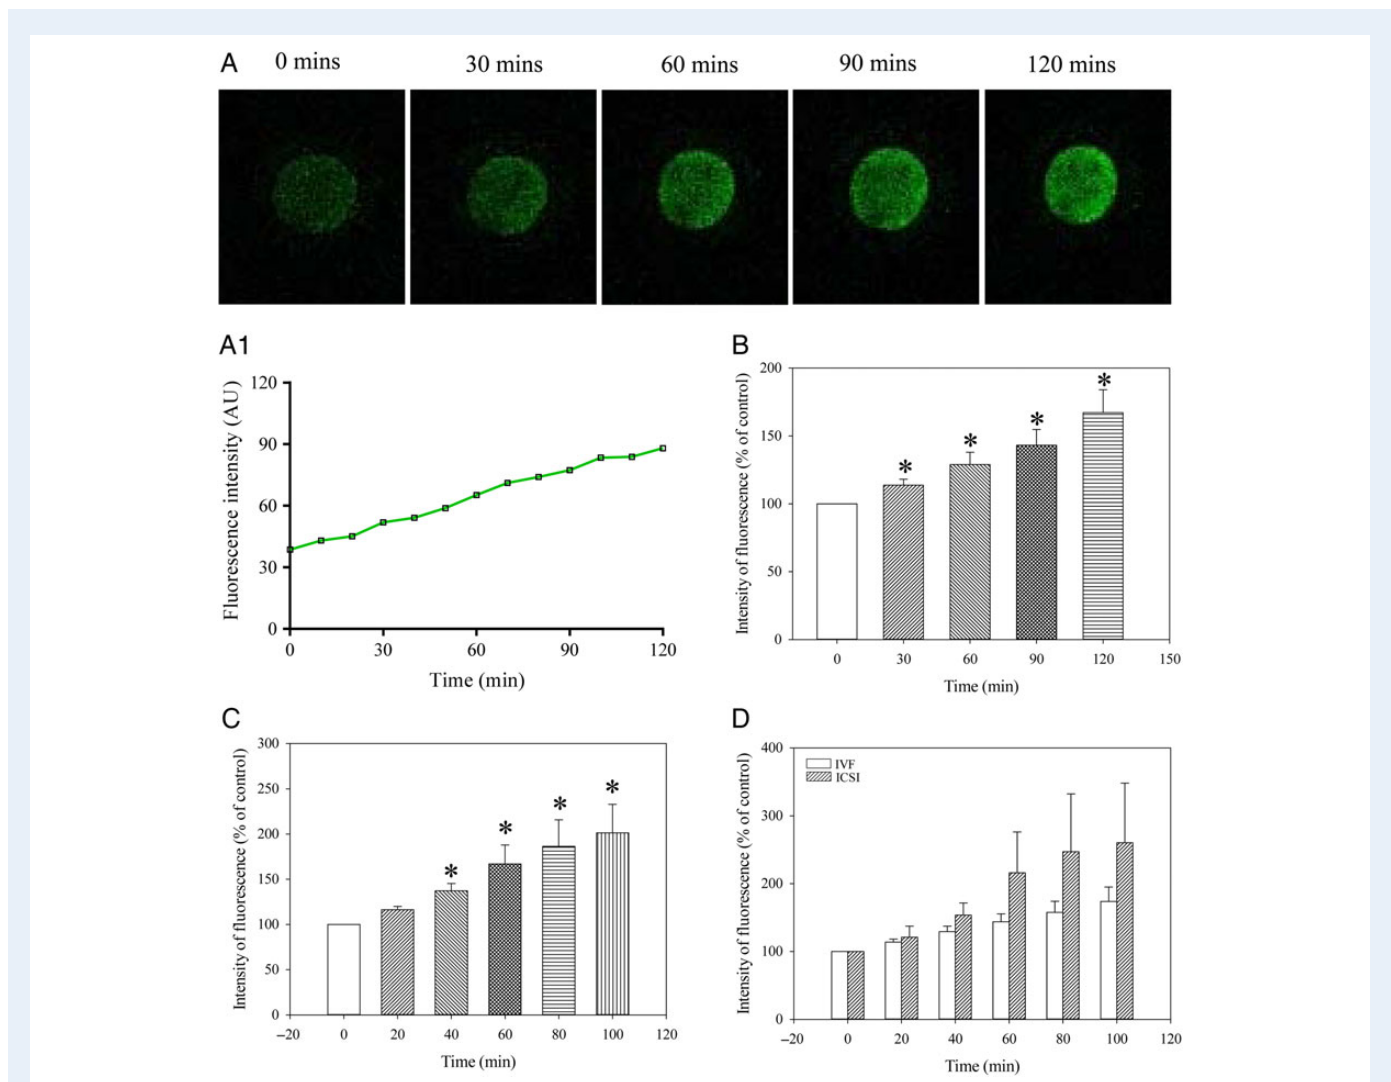 A
0 mins 30 mins 60 mins 90 mins 120 mins
A1
Fluorescence intensity (AU)
120
90
60
30
0
0 30 60 90 120
Time (min)
B
Intensity of fluorescence (% of control)
200
150
100
50
0
* * * *
0 30 60 90 120 150
Time (min)
C
Intensity of fluorescence (% of control)
300
250
200
150
100
50
0
* * * *
–20 0 20 40 60 80 100 120
Time (min)
D
Intensity of fluorescence (% of control)
400
300
200
100
0
IVF
ICSI
–20 0 20 40 60 80 100 120
Time (min)